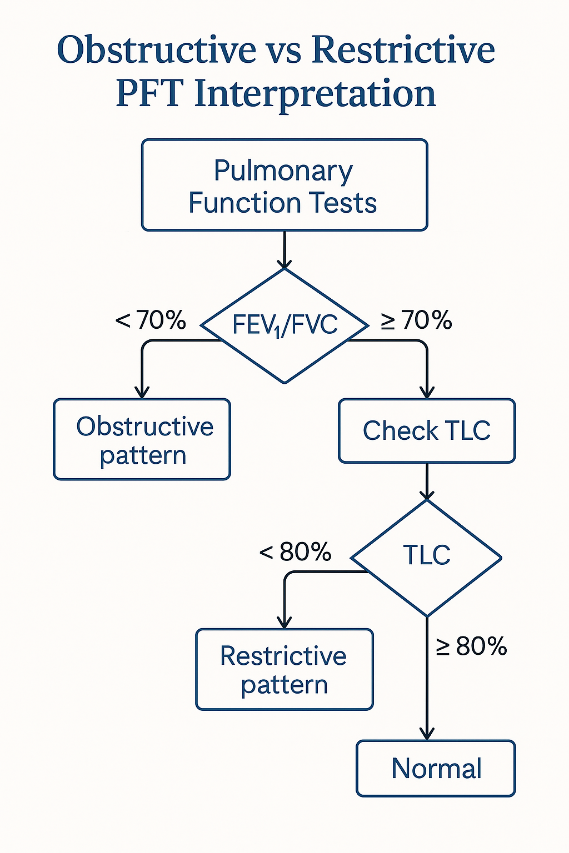 Obstructive vs Restrictive
PFT Interpretation
Pulmonary
Function Tests
FEV₁/FVC
< 70%
≥ 70%
Obstructive
pattern
Check TLC
TLC
< 80%
≥ 80%
Restrictive
pattern
Normal